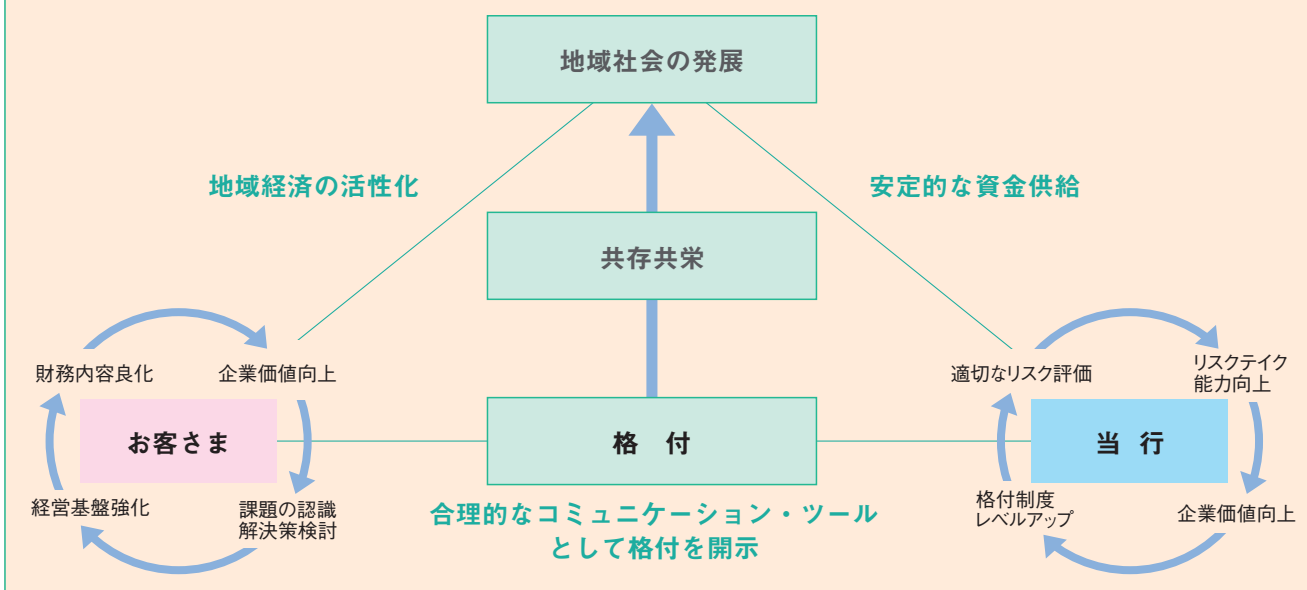 地域社会の発展
地域経済の活性化
安定的な資金供給
共存共栄
財務内容良化
企業価値向上
お客さま
経営基盤強化
課題の認識
解決策検討
格 付
合理的なコミュニケーション・ツール
として格付を開示
適切なリスク評価
リスクテイク
能力向上
当 行
格付制度
レベルアップ
企業価値向上